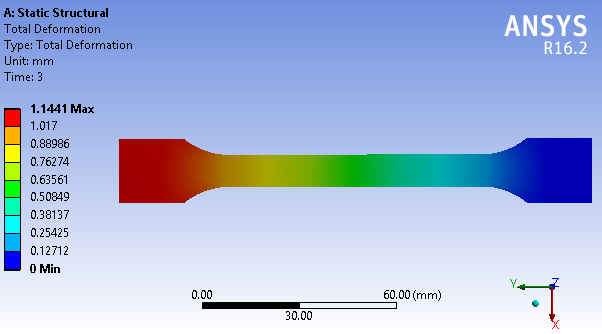 A: Static Structural
Total Deformation
Type: Total Deformation
Unit: mm
Time: 3
ANSYS
R16.2
1.1441 Max
1.017
0.88986
0.76274
0.63561
0.50849
0.38137
0.25425
0.12712
0 Min
0.00 60.00 (mm)
30.00
Y Z
X